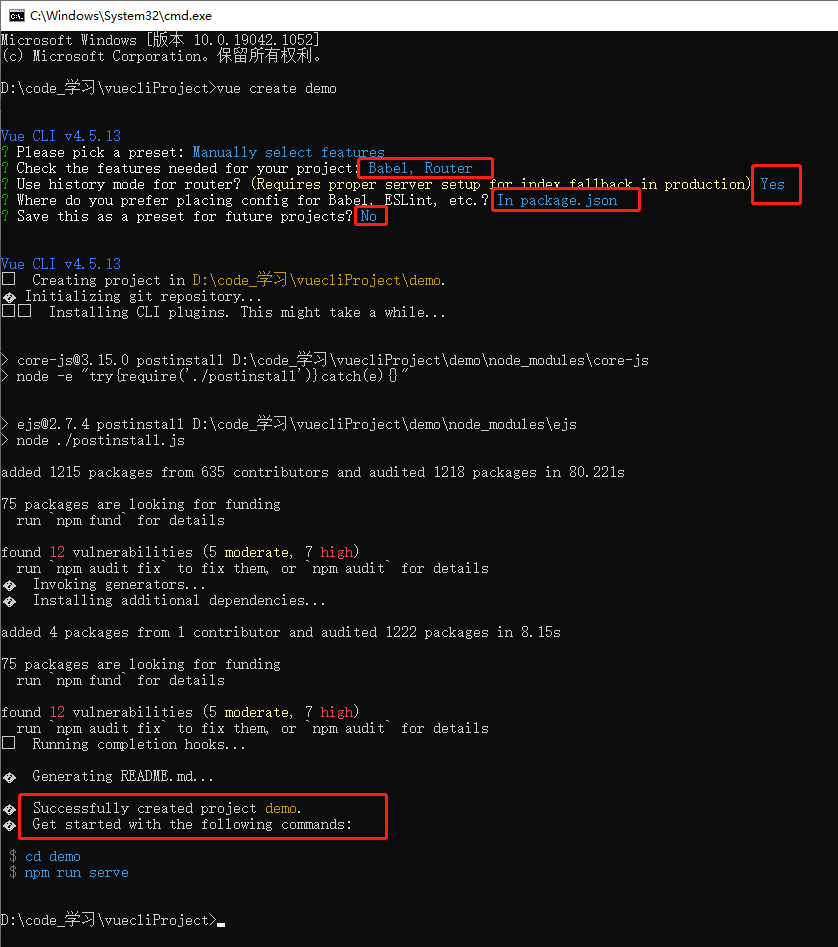 C:\Windows\System32\cmd.exe
Microsoft Windows [版本 10.0.19042.1052]
(c) Microsoft Corporation。保留所有权利。
D:\code_学习\vuecliProject>vue create demo
Vue CLI v4.5.13
? Please pick a preset: Manually select features
? Check the features needed for your project: Babel, Router
? Use history mode for router? (Requires proper server setup for index fallback in production) Yes
? Where do you prefer placing config for Babel, ESLint, etc.? In package.json
? Save this as a preset for future projects? No
Vue CLI v4.5.13
Creating project in D:\code_学习\vuecliProject\demo.
Initializing git repository...
Installing CLI plugins. This might take a while...
> core-js@3.15.0 postinstall D:\code_学习\vuecliProject\demo\node_modules\core-js
> node -e "try{require('./postinstall')}catch(e){}"
> ejs@2.7.4 postinstall D:\code_学习\vuecliProject\demo\node_modules\ejs
> node ./postinstall.js
added 1215 packages from 635 contributors and audited 1218 packages in 80.221s
75 packages are looking for funding
run `npm fund` for details
found 12 vulnerabilities (5 moderate, 7 high)
run `npm audit fix` to fix them, or `npm audit` for details
Invoking generators...
Installing additional dependencies...
added 4 packages from 1 contributor and audited 1222 packages in 8.15s
75 packages are looking for funding
run `npm fund` for details
found 12 vulnerabilities (5 moderate, 7 high)
run `npm audit fix` to fix them, or `npm audit` for details
Running completion hooks...
Generating README.md...
Successfully created project demo.
Get started with the following commands:
$ cd demo
$ npm run serve
D:\code_学习\vuecliProject>